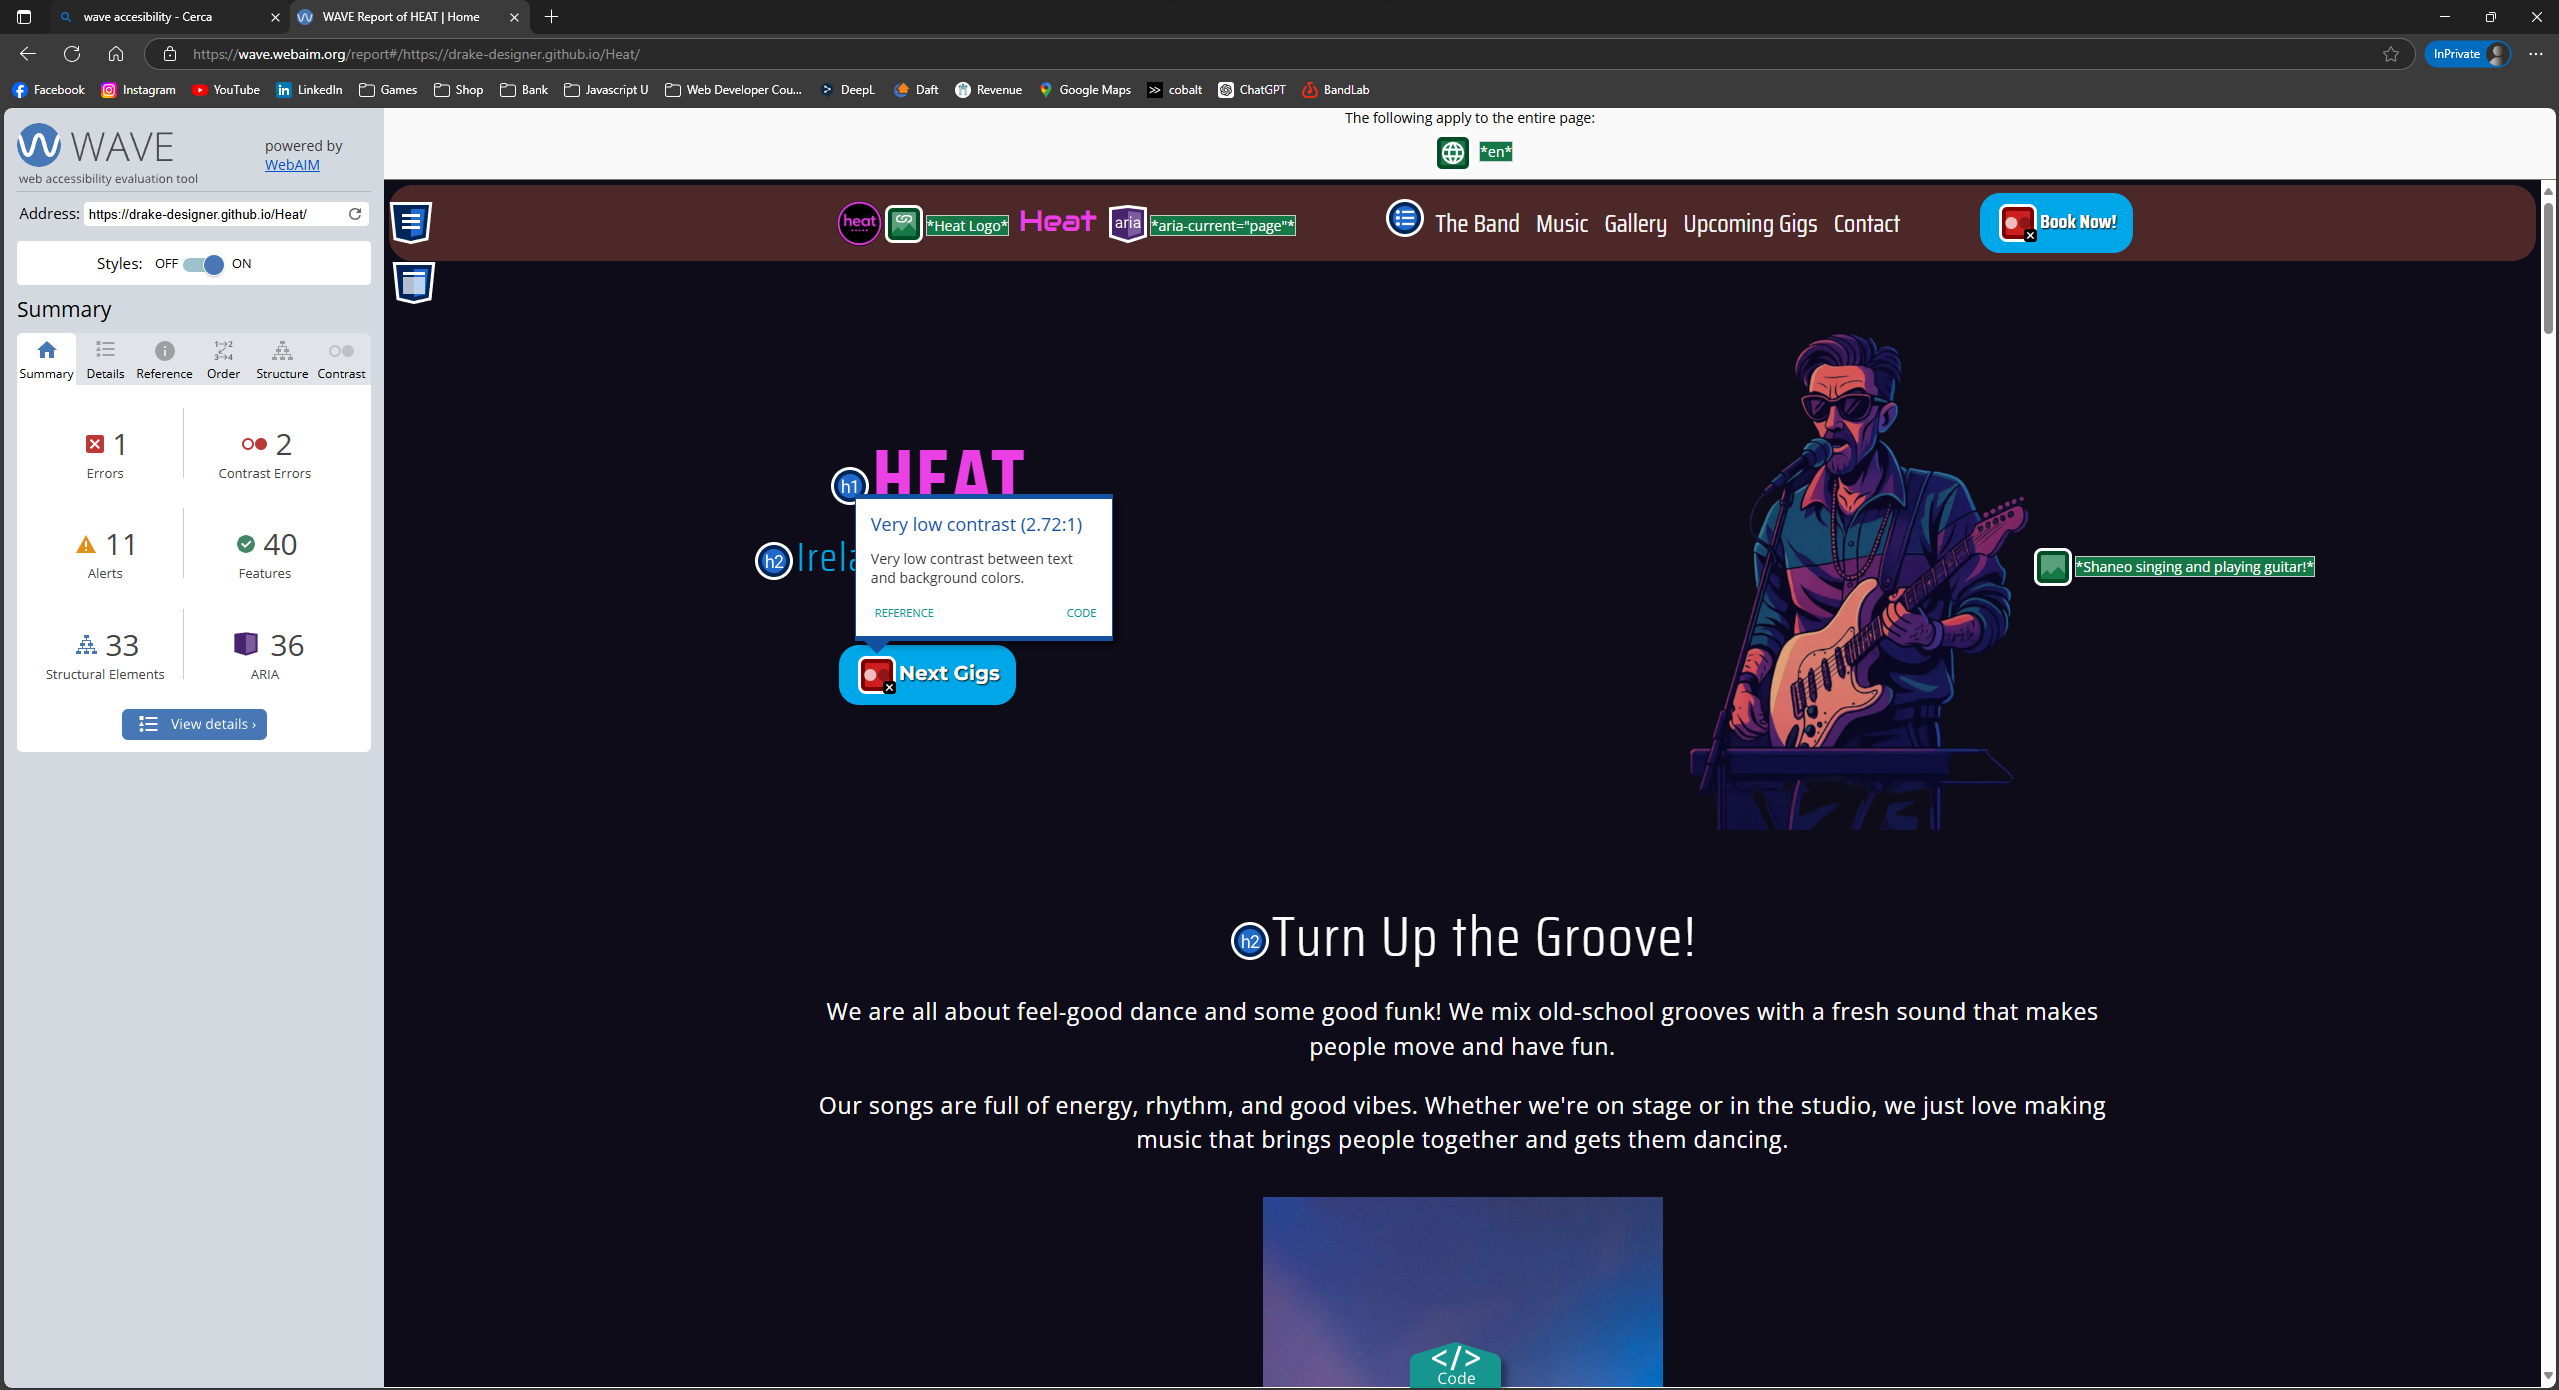 wave accesibility - Cerca
WAVE Report of HEAT | Home
https://wave.webaim.org/report#/https://drake-designer.github.io/Heat/
InPrivate
Facebook
Instagram
YouTube
LinkedIn
Games
Shop
Bank
Javascript U
Web Developer Cou...
DeepL
Daft
Revenue
Google Maps
cobalt
ChatGPT
BandLab
WAVE
web accessibility evaluation tool
powered by
WebAIM
Address: https://drake-designer.github.io/Heat/
Styles: OFF ON
Summary
Summary
Details
Reference
Order
Structure
Contrast
1
Errors
2
Contrast Errors
11
Alerts
40
Features
33
Structural Elements
36
ARIA
View details ›
The following apply to the entire page:
*en*
heat
*Heat Logo*
Heat
aria
*aria-current="page"*
The Band
Music
Gallery
Upcoming Gigs
Contact
Book Now!
h1
HEAT
h2
Irela
Very low contrast (2.72:1)
Very low contrast between text
and background colors.
REFERENCE
CODE
Next Gigs
*Shaneo singing and playing guitar!*
h2
Turn Up the Groove!
We are all about feel-good dance and some good funk! We mix old-school grooves with a fresh sound that makes
people move and have fun.
Our songs are full of energy, rhythm, and good vibes. Whether we're on stage or in the studio, we just love making
music that brings people together and gets them dancing.
</>
Code